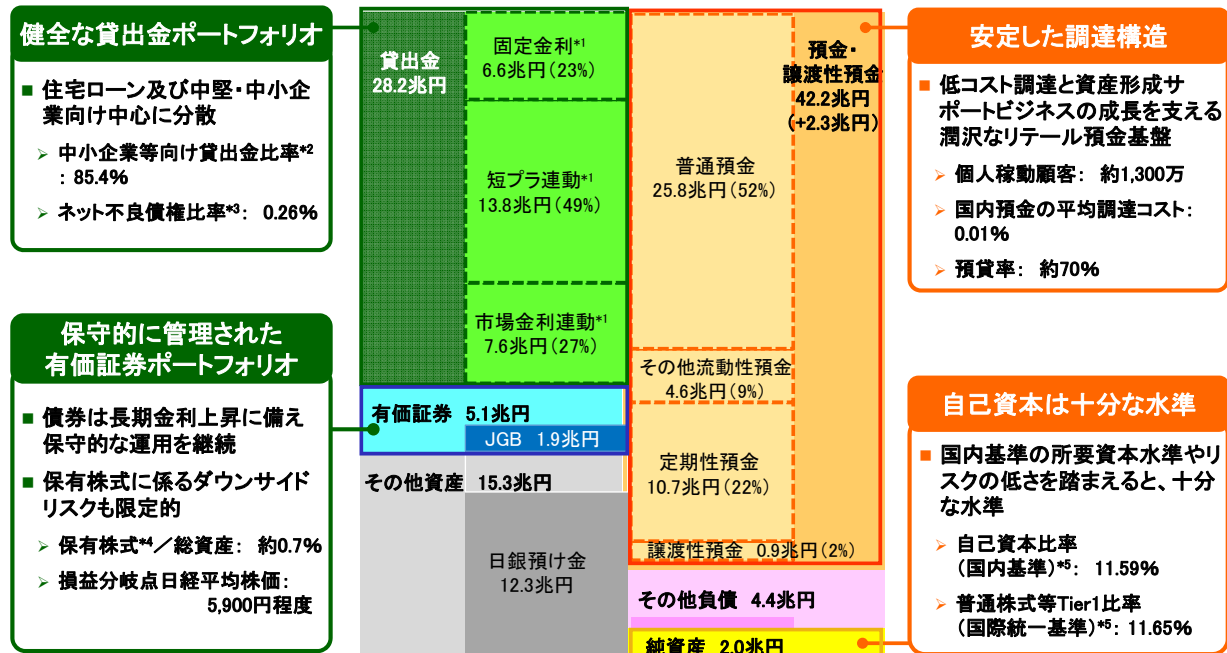 健全な貸出金ポートフォリオ
■ 住宅ローン及び中堅・中小企
業向け中心に分散
➢ 中小企業等向け貸出金比率*2
: 85.4%
➢ ネット不良債権比率*3: 0.26%
保守的に管理された
有価証券ポートフォリオ
■ 債券は長期金利上昇に備え
保守的な運用を継続
■ 保有株式に係るダウンサイド
リスクも限定的
➢ 保有株式*4/総資産: 約0.7%
➢ 損益分岐点日経平均株価:
5,900円程度
貸出金
28.2兆円
固定金利*1
6.6兆円(23%)
短プラ連動*1
13.8兆円(49%)
市場金利連動*1
7.6兆円(27%)
有価証券 5.1兆円
JGB 1.9兆円
その他資産 15.3兆円
日銀預け金
12.3兆円
預金・
譲渡性預金
42.2兆円
(+2.3兆円)
普通預金
25.8兆円(52%)
その他流動性預金
4.6兆円(9%)
定期性預金
10.7兆円(22%)
譲渡性預金 0.9兆円(2%)
その他負債 4.4兆円
純資産 2.0兆円
安定した調達構造
■ 低コスト調達と資産形成サ
ポートビジネスの成長を支える
潤沢なリテール預金基盤
➢ 個人稼動顧客: 約1,300万
➢ 国内預金の平均調達コスト:
0.01%
➢ 預貸率: 約70%
自己資本は十分な水準
■ 国内基準の所要資本水準やリ
スクの低さを踏まえると、十分
な水準
➢ 自己資本比率
(国内基準)*5: 11.59%
➢ 普通株式等Tier1比率
(国際統一基準)*5: 11.65%